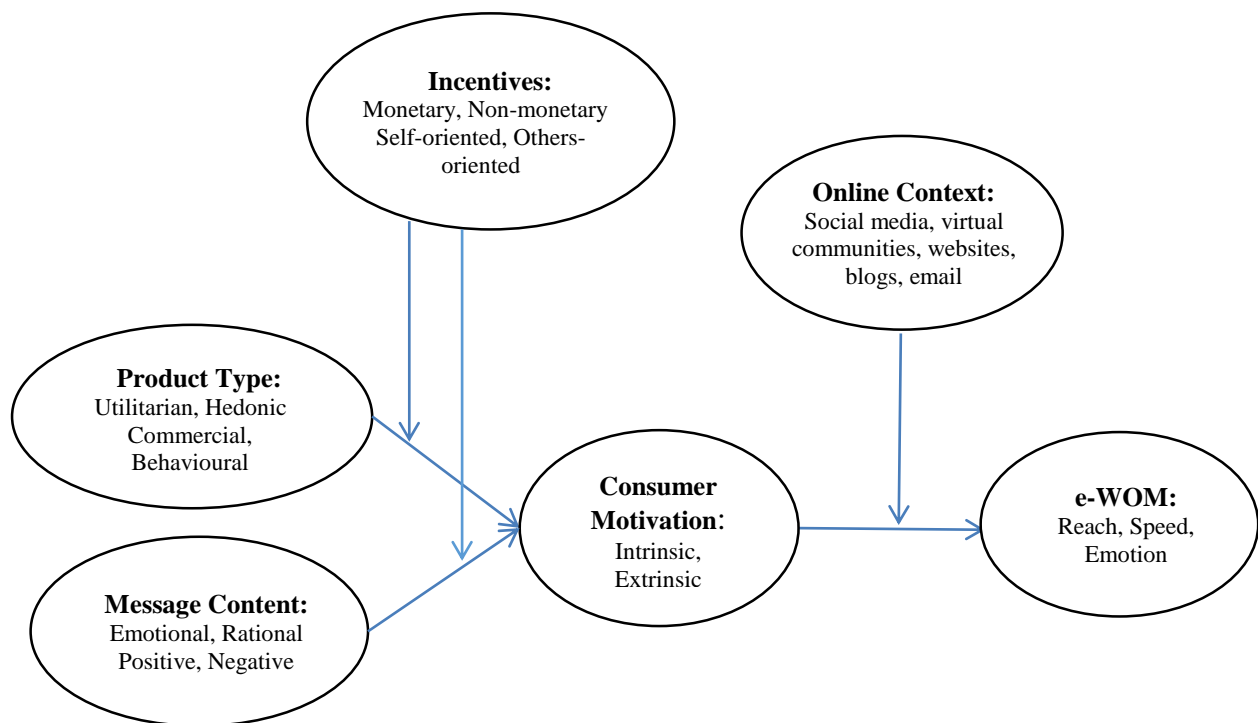 Incentives:
Monetary, Non-monetary
Self-oriented, Others-
oriented
Online Context:
Social media, virtual
communities, websites,
blogs, email
Product Type:
Utilitarian, Hedonic
Commercial,
Behavioural
Consumer
Motivation:
Intrinsic,
Extrinsic
e-WOM:
Reach, Speed,
Emotion
Message Content:
Emotional, Rational
Positive, Negative